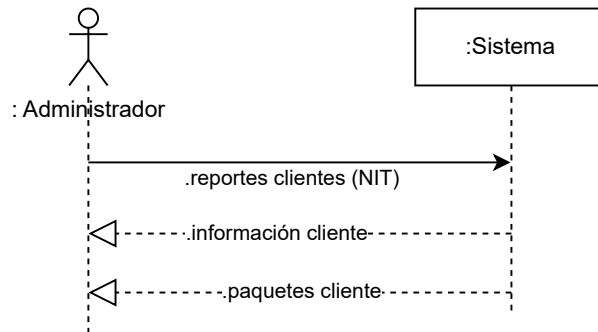 :Sistema
: Administrador
.reportes clientes (NIT)
.información cliente
.paquetes cliente